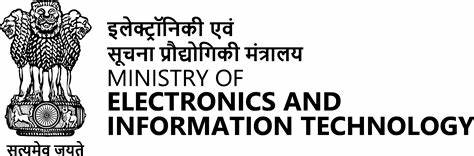 इलेक्ट्रॉनिकी एवं
सूचना प्रौद्योगिकी मंत्रालय
MINISTRY OF
ELECTRONICS AND
INFORMATION TECHNOLOGY
सत्यमेव जयते